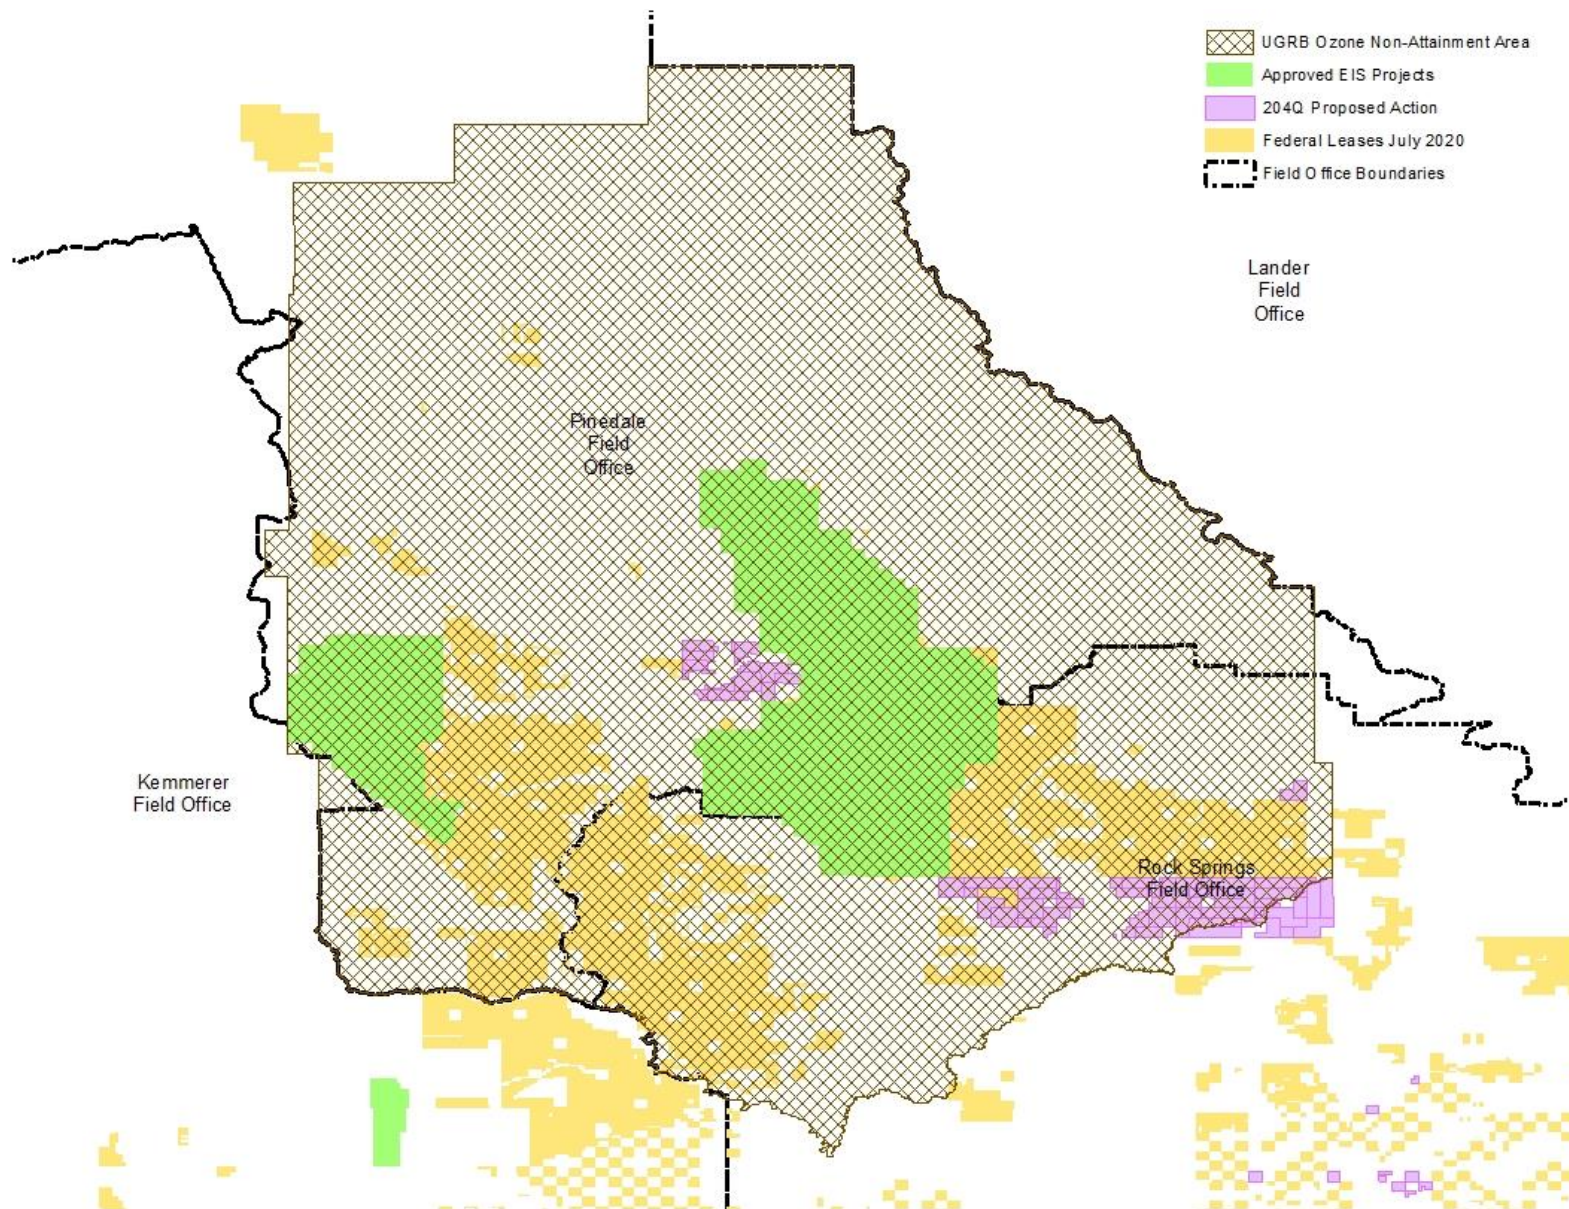 UGRB Ozone Non-Attainment Area
Approved EIS Projects
204Q Proposed Action
Federal Leases July 2020
Field Office Boundaries
Lander
Field
Office
Pinedale
Field
Office
Kemmerer
Field Office
Rock Springs
Field Office